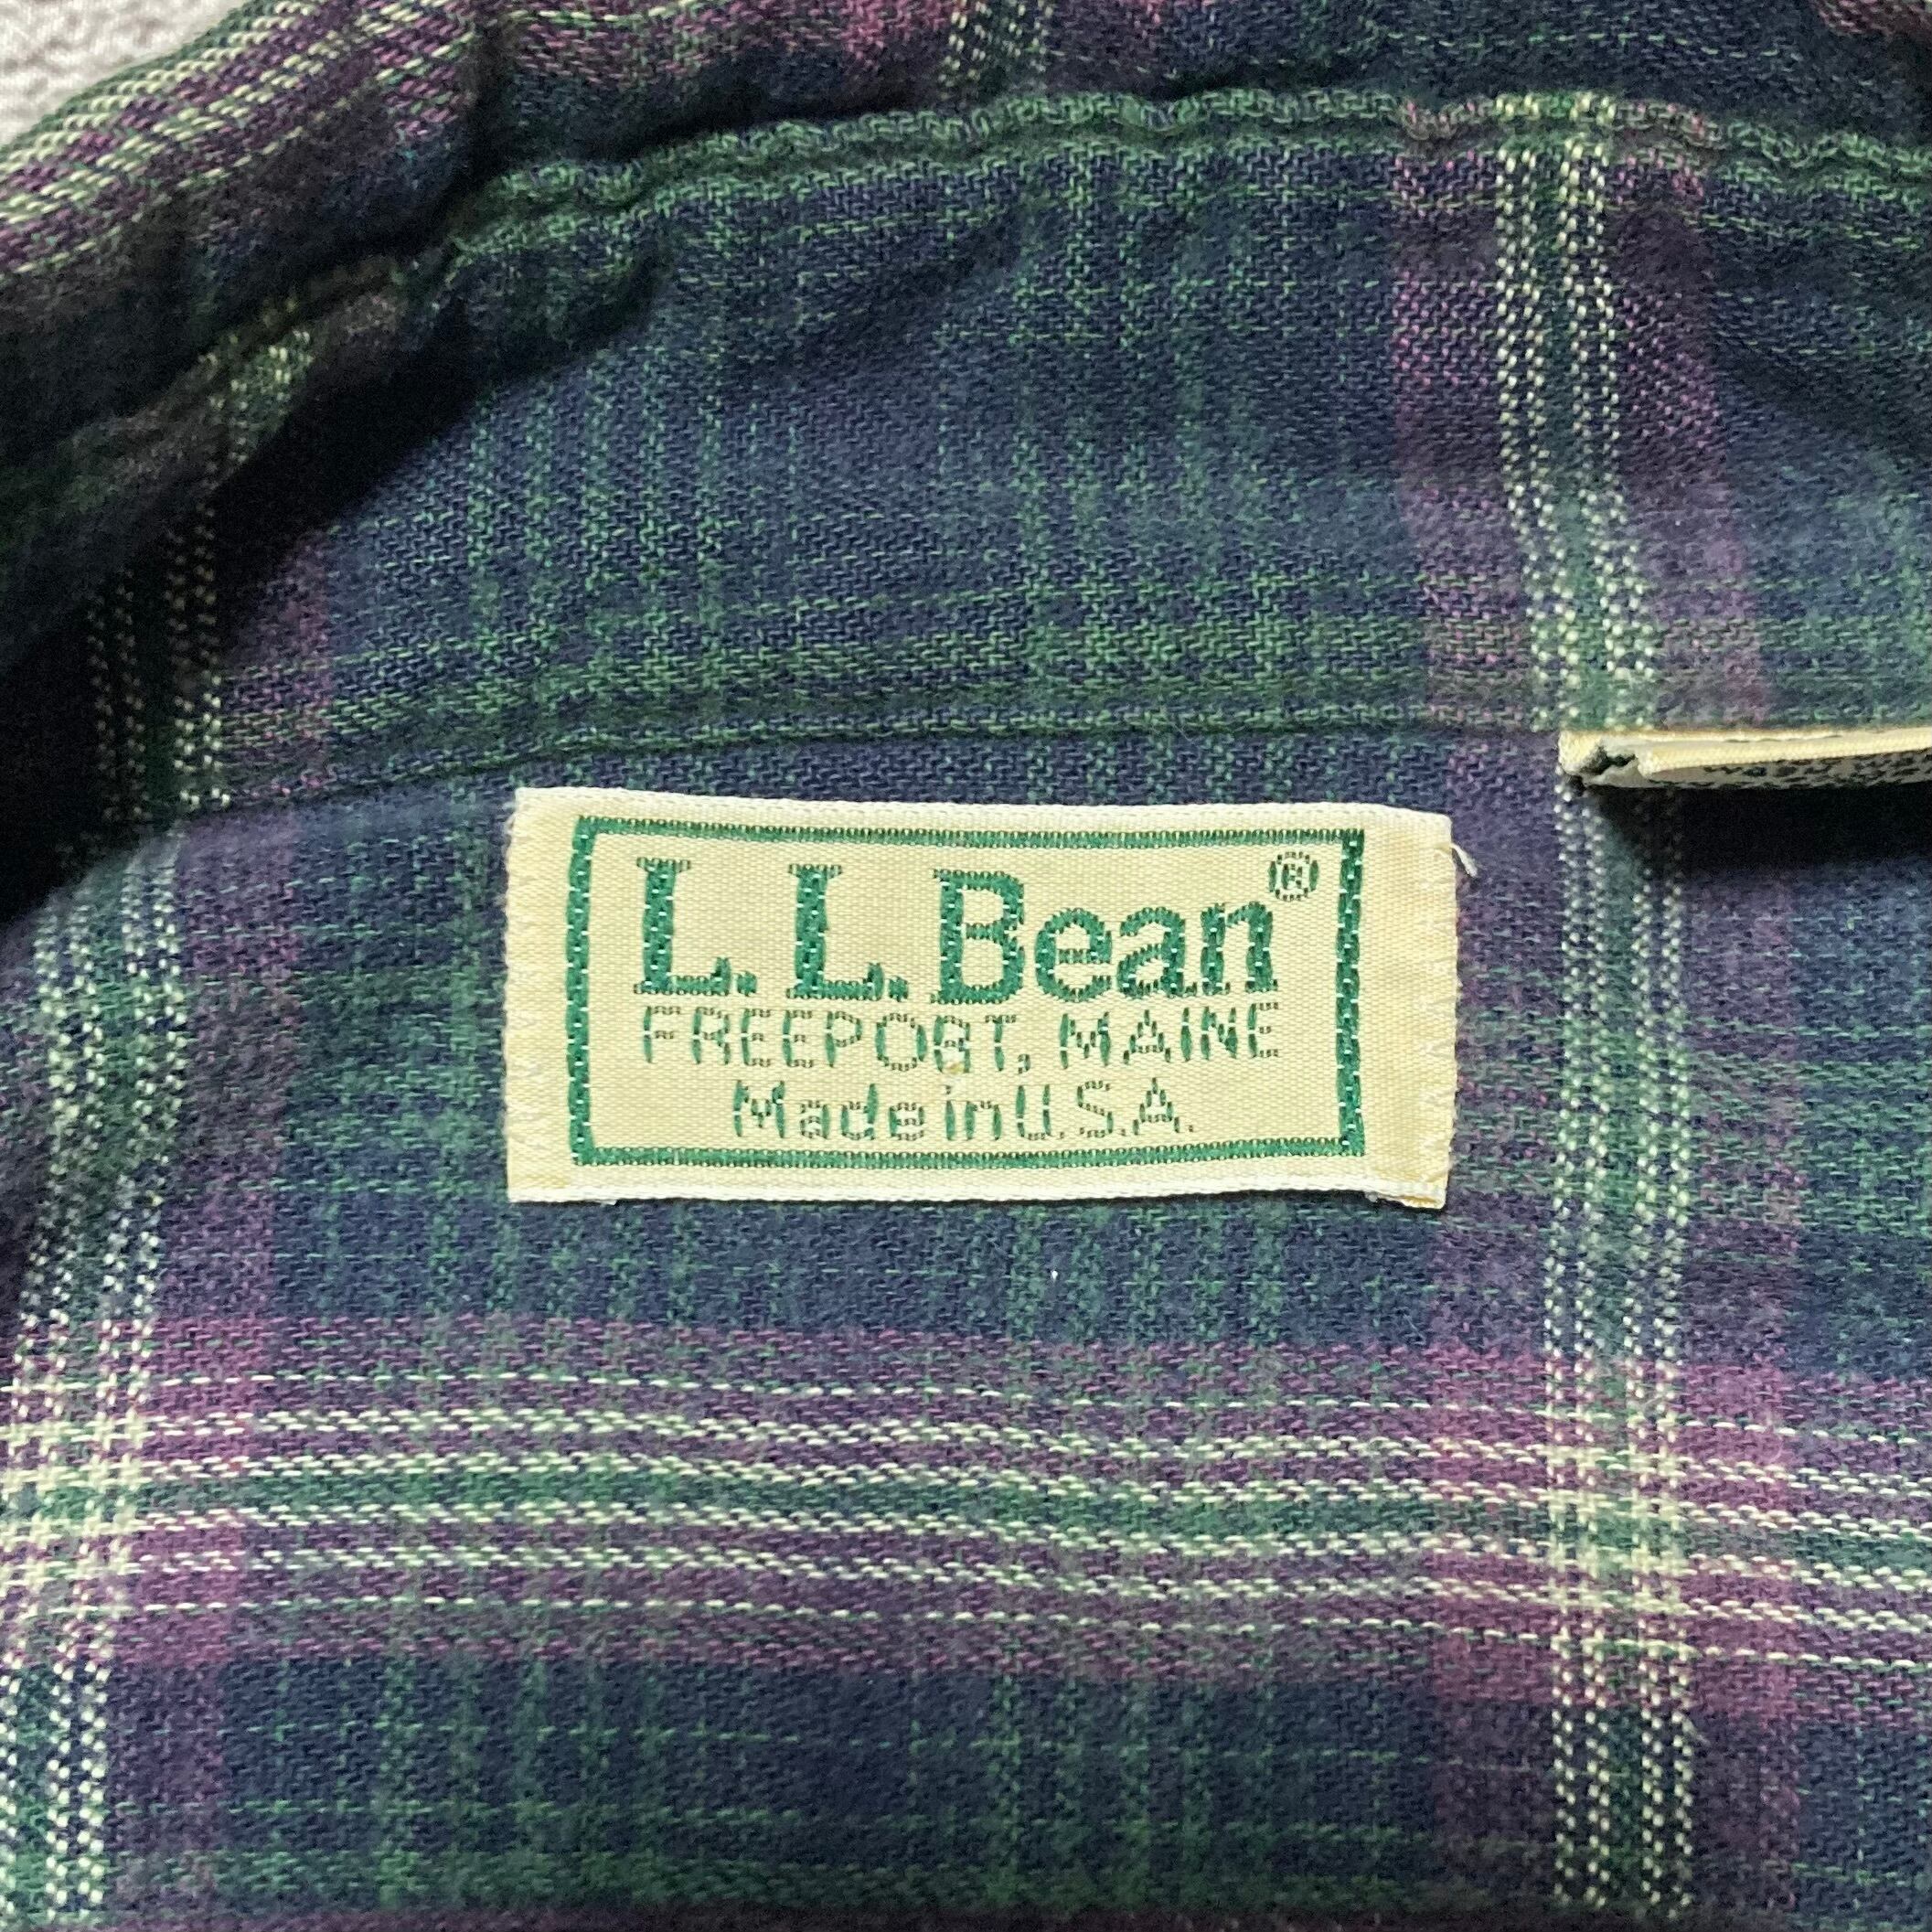 L.L.Bean®
FREEPORT, MAINE
Made in U.S.A.